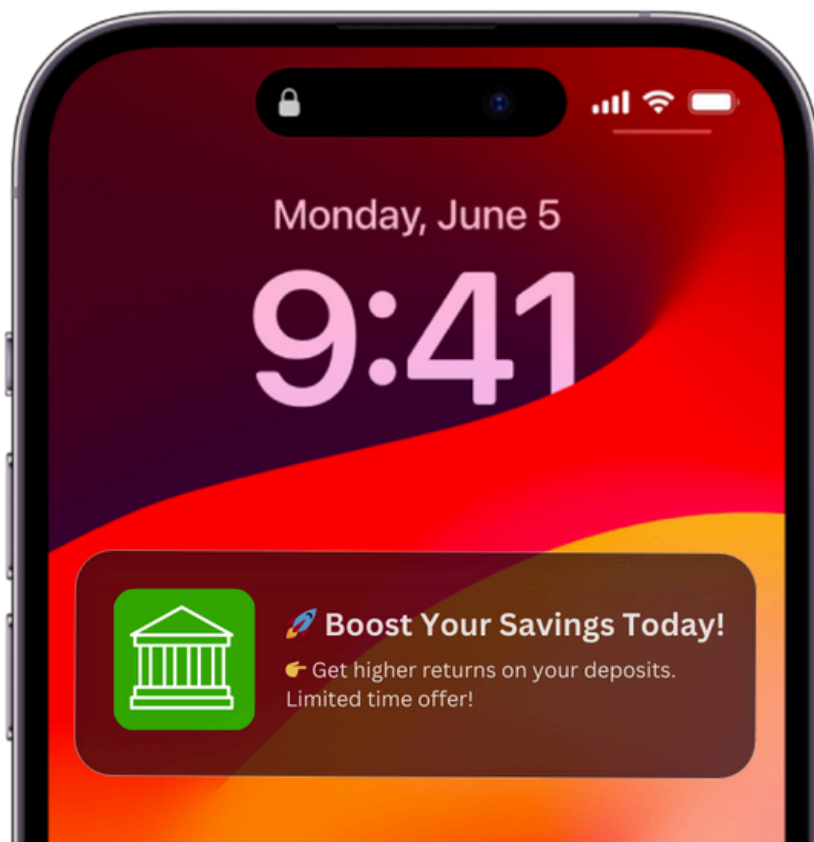 Monday, June 5
9:41
🚀 Boost Your Savings Today!
👉 Get higher returns on your deposits.
Limited time offer!